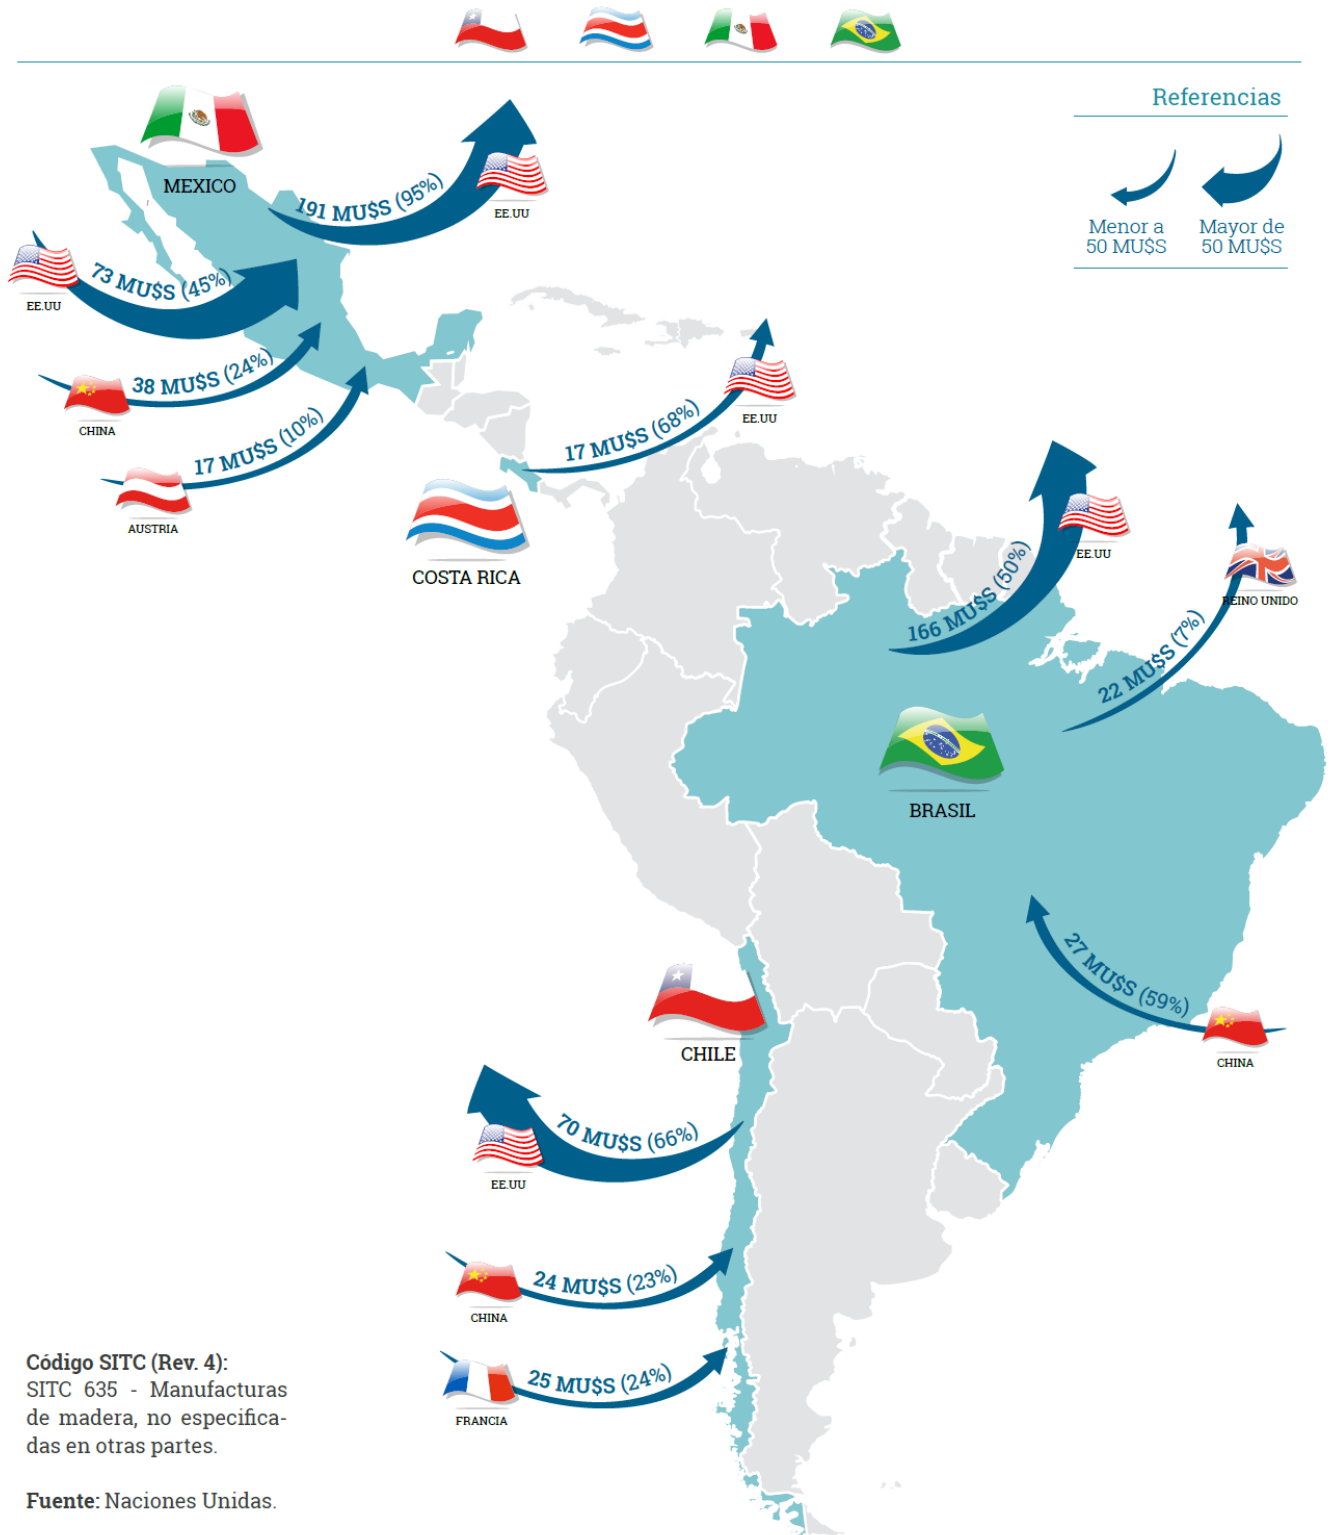 Referencias
Menor a
50 MU$S
Mayor de
50 MU$S
MEXICO
191 MU$S (95%)
EE.UU
73 MU$S (45%)
EE.UU
38 MU$S (24%)
CHINA
17 MU$S (10%)
AUSTRIA
17 MU$S (68%)
EE.UU
COSTA RICA
166 MU$S (50%)
EE.UU
22 MU$S (7%)
REINO UNIDO
BRASIL
27 MU$S (59%)
CHINA
CHILE
70 MU$S (66%)
EE.UU
24 MU$S (23%)
CHINA
25 MU$S (24%)
FRANCIA
Código SITC (Rev. 4):
SITC 635 - Manufacturas
de madera, no especifica-
das en otras partes.
Fuente: Naciones Unidas.